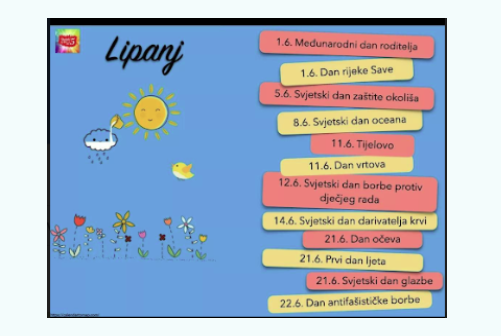 Lipanj
1.6. Međunarodni dan roditelja
1.6. Dan rijeke Save
5.6. Svjetski dan zaštite okoliša
8.6. Svjetski dan oceana
11.6. Tijelovo
11.6. Dan vrtova
12.6. Svjetski dan borbe protiv
dječjeg rada
14.6. Svjetski dan darivatelja krvi
21.6. Dan očeva
21.6. Prvi dan ljeta
21.6. Svjetski dan glazbe
22.6. Dan antifašističke borbe